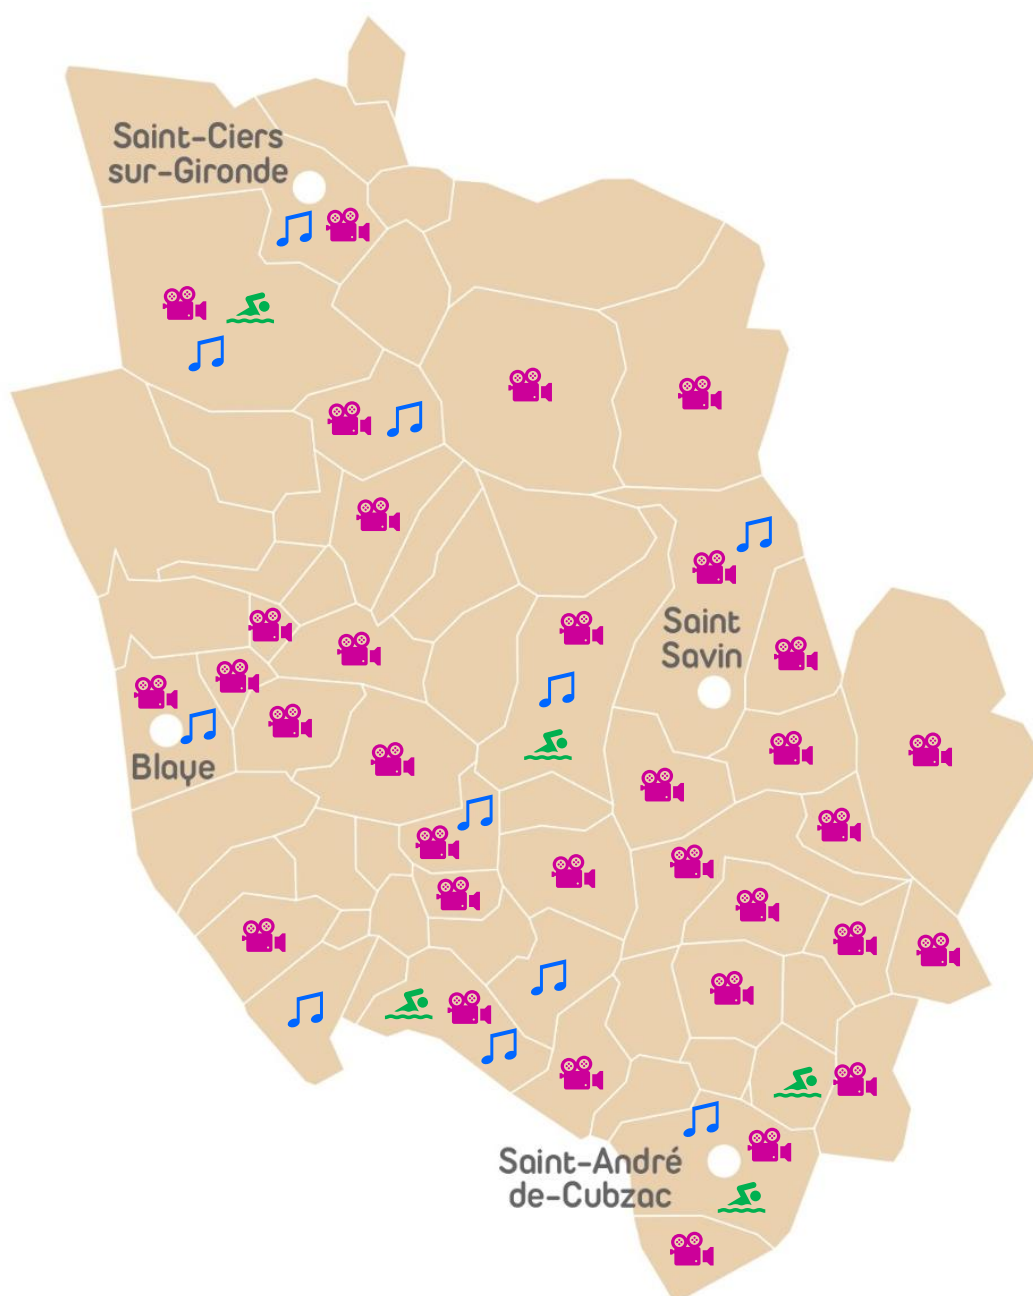 Saint-Ciers
sur-Gironde
Saint
Savin
Blaye
Saint-André
de-Cubzac